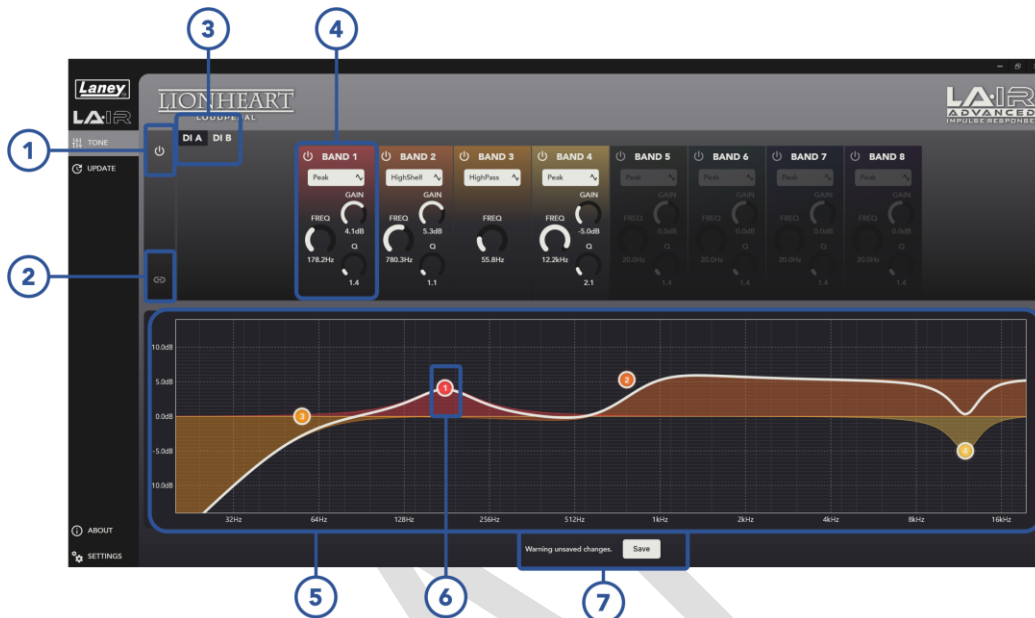 3
4
Laney
LA·IR
LIONHEART
LOUDPEDAL
LA·IR
ADVANCED
IMPULSE RESPONSE
1
TONE
DI A DI B
UPDATE
BAND 1 BAND 2 BAND 3 BAND 4 BAND 5 BAND 6 BAND 7 BAND 8
Peak HighShelf HighPass Peak Peak Peak Peak Peak
GAIN GAIN GAIN GAIN GAIN GAIN GAIN
FREQ FREQ FREQ FREQ FREQ FREQ FREQ FREQ
4.1dB 5.3dB -5.0dB 0.0dB 0.0dB 0.0dB 0.0dB
Q Q Q Q Q Q Q
178.2Hz 780.3Hz 55.8Hz 12.2kHz 20.0Hz 20.0Hz 20.0Hz 20.0Hz
1.4 1.1 2.1 1.4 1.4 1.4 1.4
2
10.0dB
5.0dB
2
1
0.0dB
3
-5.0dB
4
10.0dB
32Hz 64Hz 128Hz 256Hz 512Hz 1kHz 2kHz 4kHz 8kHz 16kHz
ABOUT
SETTINGS
Warning unsaved changes. Save
5
6
7